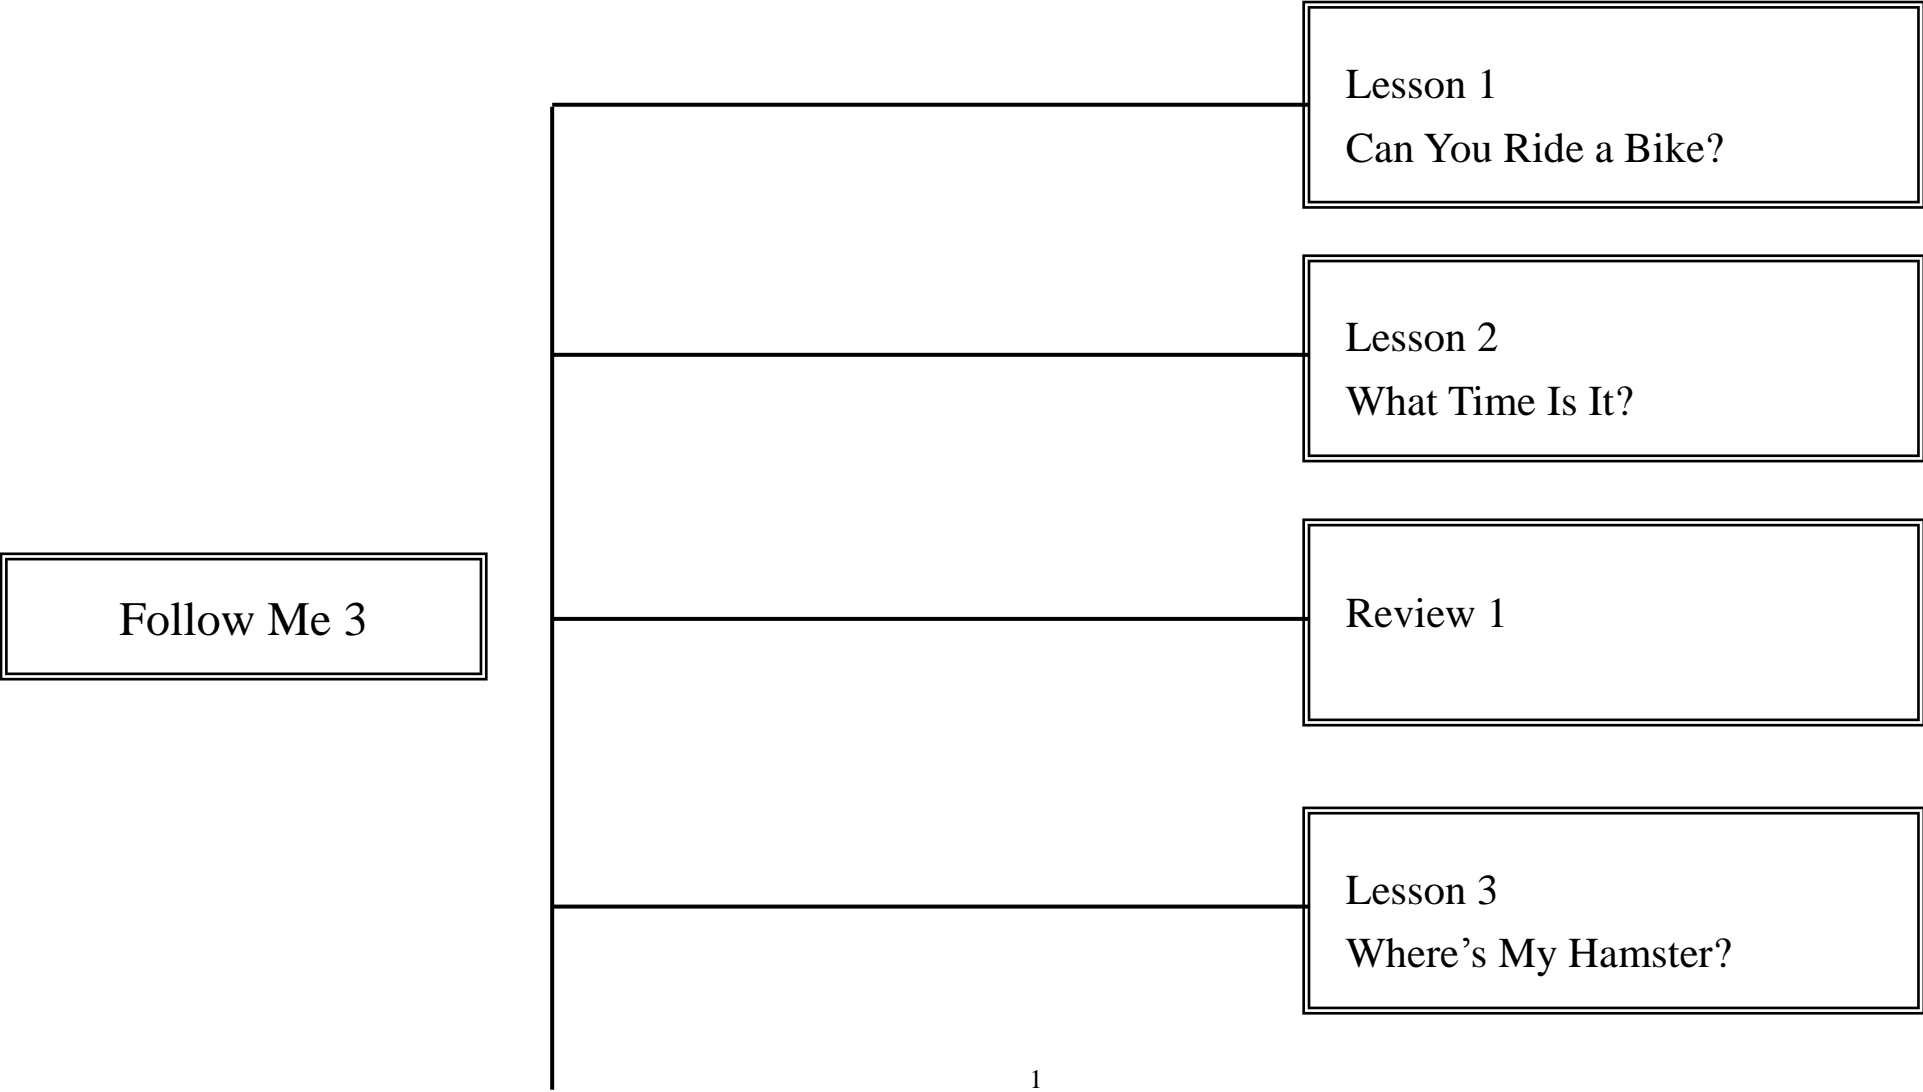 Lesson 1
Can You Ride a Bike?
Lesson 2
What Time Is It?
Follow Me 3
Review 1
Lesson 3
Where’s My Hamster?
1